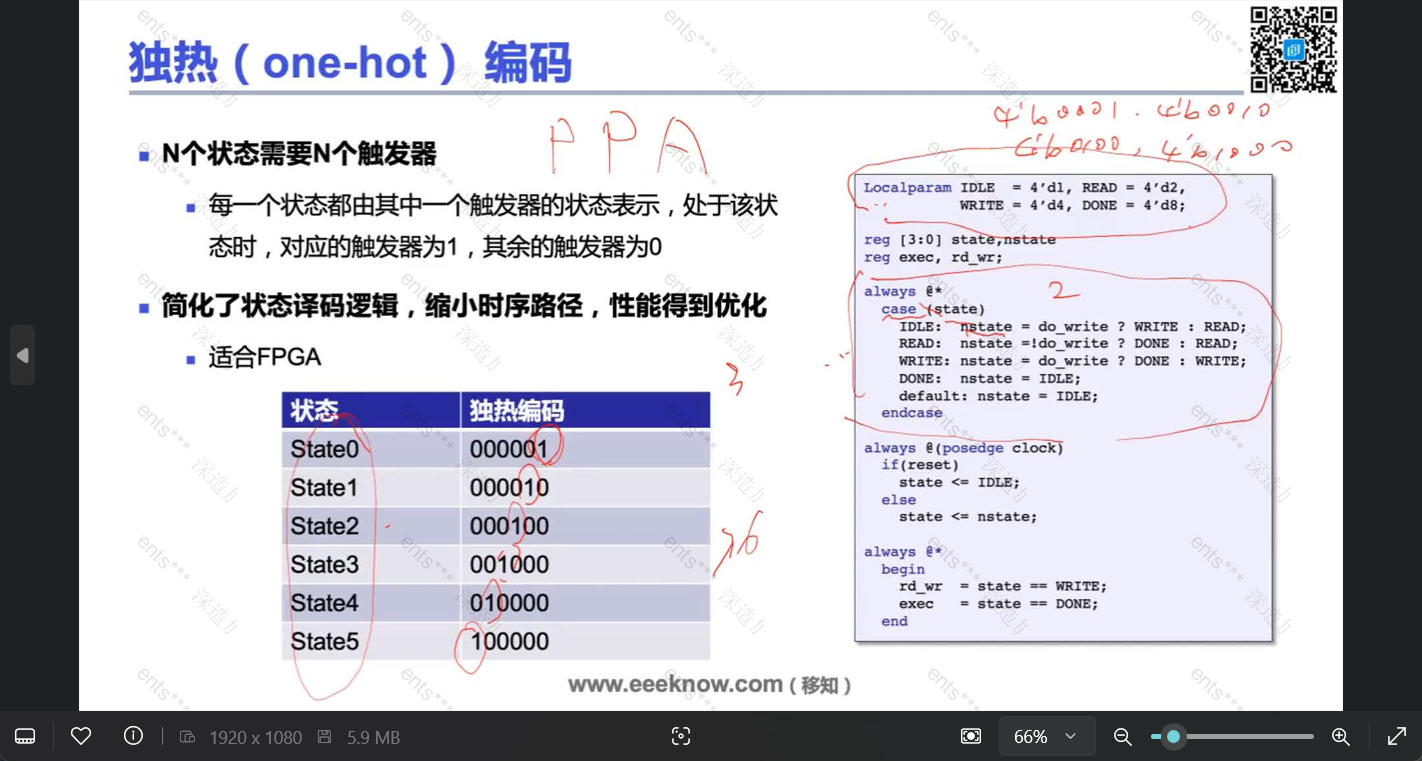 独热（one-hot）编码
N个状态需要N个触发器
每一个状态都由其中一个触发器的状态表示，处于该状
态时，对应的触发器为1，其余的触发器为0
简化了状态译码逻辑，缩小时序路径，性能得到优化
适合FPGA
PPA
3
状态 独热编码
State0 000001
State1 000010
State2 000100
State3 001000
State4 010000
State5 100000
4'b0001. 4'b0010
4'b0100, 4'b1000
Localparam IDLE = 4'd1, READ = 4'd2,
WRITE = 4'd4, DONE = 4'd8;
reg [3:0] state,nstate
reg exec, rd_wr;
always @*
2
case (state)
IDLE: nstate = do_write ? WRITE : READ;
READ: nstate =!do_write ? DONE : READ;
WRITE: nstate = do_write ? DONE : WRITE;
DONE: nstate = IDLE;
default: nstate = IDLE;
endcase
always @(posedge clock)
if(reset)
state <= IDLE;
else
state <= nstate;
always @*
begin
rd_wr = state == WRITE;
exec = state == DONE;
end
www.eeeknow.com（移知）
ents***
深造力
1920 x 1080
5.9 MB
66%